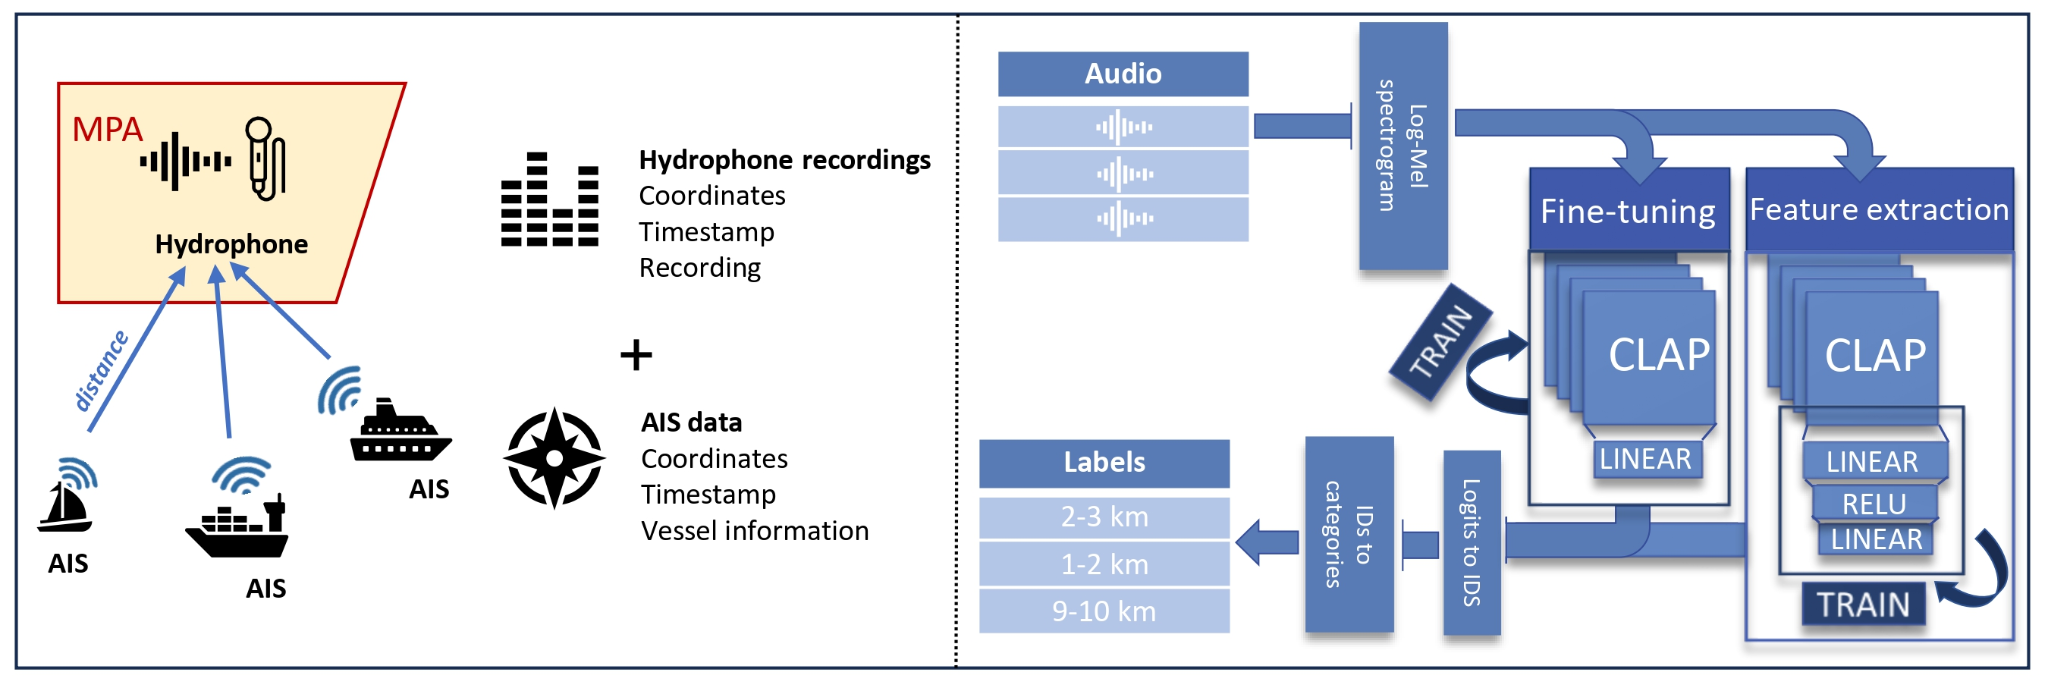 MPA
Hydrophone
distance
AIS
AIS
AIS
Hydrophone recordings
Coordinates
Timestamp
Recording
+
AIS data
Coordinates
Timestamp
Vessel information
Audio
Log-Mel
spectrogram
Fine-tuning
Feature extraction
CLAP
LINEAR
TRAIN
CLAP
LINEAR
RELU
LINEAR
TRAIN
Logits to IDS
IDs to
categories
Labels
2-3 km
1-2 km
9-10 km